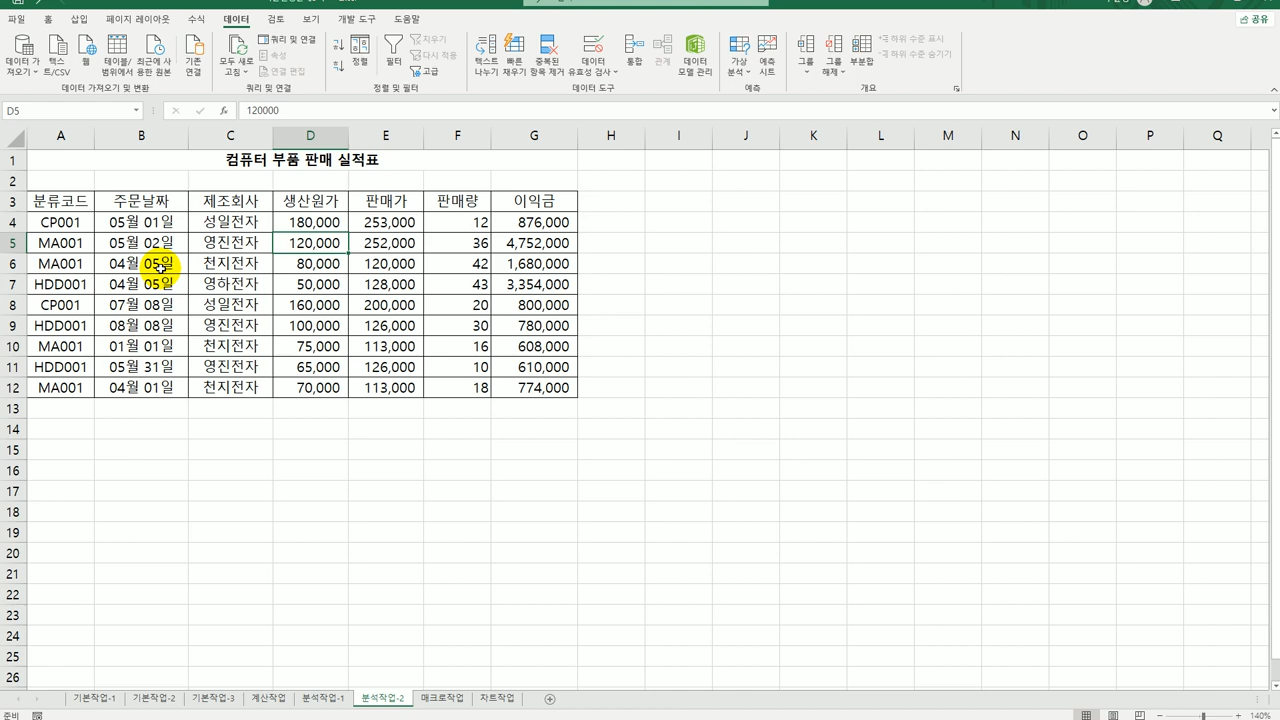 파일 홈 삽입 페이지 레이아웃 수식 데이터 검토 보기 개발 도구 도움말 공유
데이터 가져오기 텍스트/CSV 웹 테이블/범위에서 최근에 사용한 원본 기존 연결 모두 새로 고침 쿼리 및 연결 속성 연결 편집 정렬 필터 지우기 다시 적용 고급 텍스트 나누기 빠른 채우기 중복된 항목 제거 데이터 유효성 검사 통합 관계 데이터 모델 관리 가상 분석 예측 시트 그룹 그룹 해제 부분합 하위 수준 표시 하위 수준 숨기기
데이터 가져오기 및 변환 쿼리 및 연결 정렬 및 필터 데이터 도구 예측 개요
D5 fx 120000
A B C D E F G H I J K L M N O P Q
1 컴퓨터 부품 판매 실적표
2
3 분류코드 주문날짜 제조회사 생산원가 판매가 판매량 이익금
4 CP001 05월 01일 성일전자 180,000 253,000 12 876,000
5 MA001 05월 02일 영진전자 120,000 252,000 36 4,752,000
6 MA001 04월 05일 천지전자 80,000 120,000 42 1,680,000
7 HDD001 04월 05일 영하전자 50,000 128,000 43 3,354,000
8 CP001 07월 08일 성일전자 160,000 200,000 20 800,000
9 HDD001 08월 08일 영진전자 100,000 126,000 30 780,000
10 MA001 01월 01일 천지전자 75,000 113,000 16 608,000
11 HDD001 05월 31일 영진전자 65,000 126,000 10 610,000
12 MA001 04월 01일 천지전자 70,000 113,000 18 774,000
13
14
15
16
17
18
19
20
21
22
23
24
25
26
기본작업-1 기본작업-2 기본작업-3 계산작업 분석작업-1 분석작업-2 매크로작업 차트작업
준비 140%